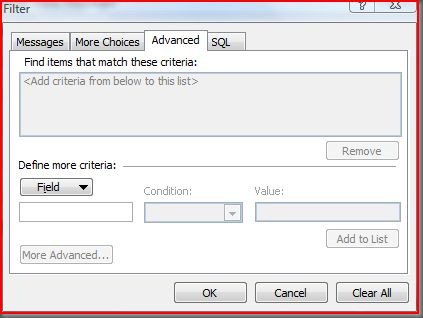 Filter
?
Messages More Choices Advanced SQL
Find items that match these criteria:
<Add criteria from below to this list>
Remove
Define more criteria:
Field Condition: Value:
Add to List
More Advanced...
OK Cancel Clear All